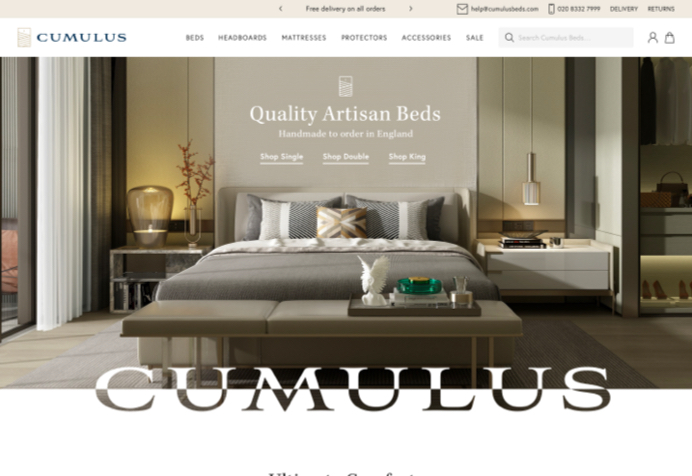 Free delivery on all orders
help@cumulusbeds.com
020 8332 7999
DELIVERY
RETURNS
CUMULUS
BEDS
HEADBOARDS
MATTRESSES
PROTECTORS
ACCESSORIES
SALE
Search Cumulus Beds...
Quality Artisan Beds
Handmade to order in England
Shop Single
Shop Double
Shop King
CUMULUS